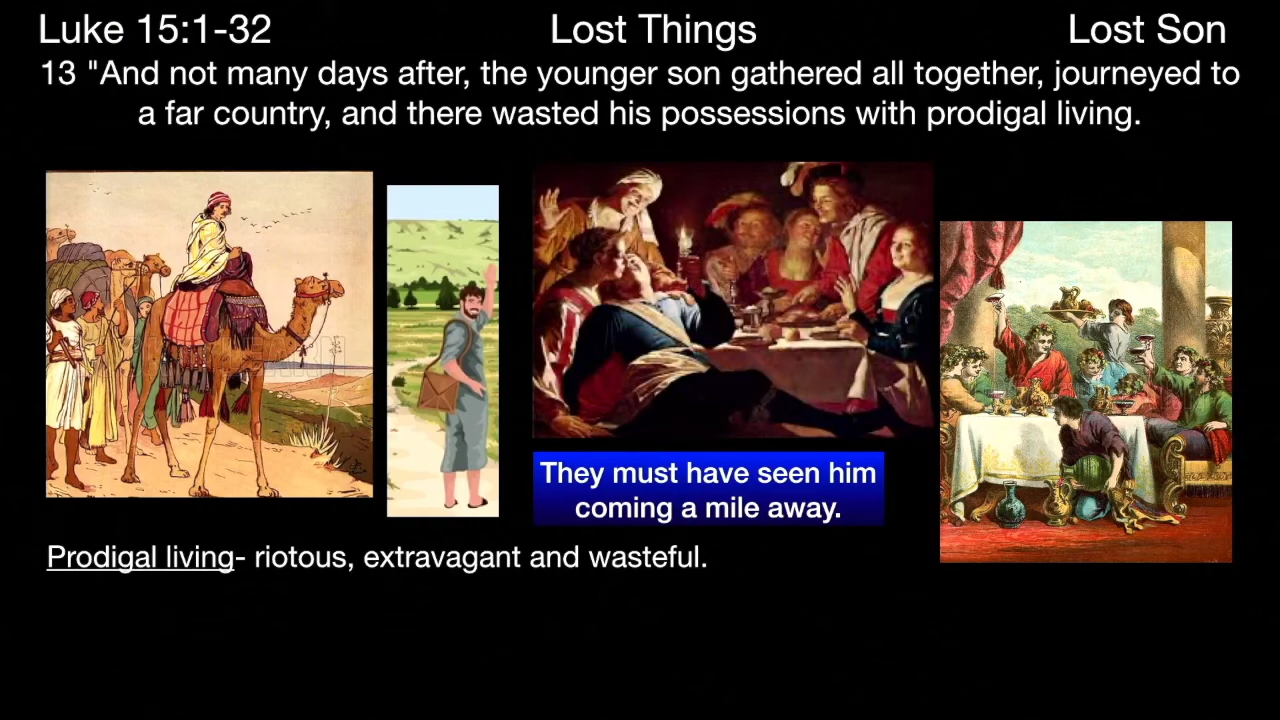 Luke 15:1-32 Lost Things Lost Son
13 "And not many days after, the younger son gathered all together, journeyed to
a far country, and there wasted his possessions with prodigal living.
They must have seen him
coming a mile away.
Prodigal living- riotous, extravagant and wasteful.